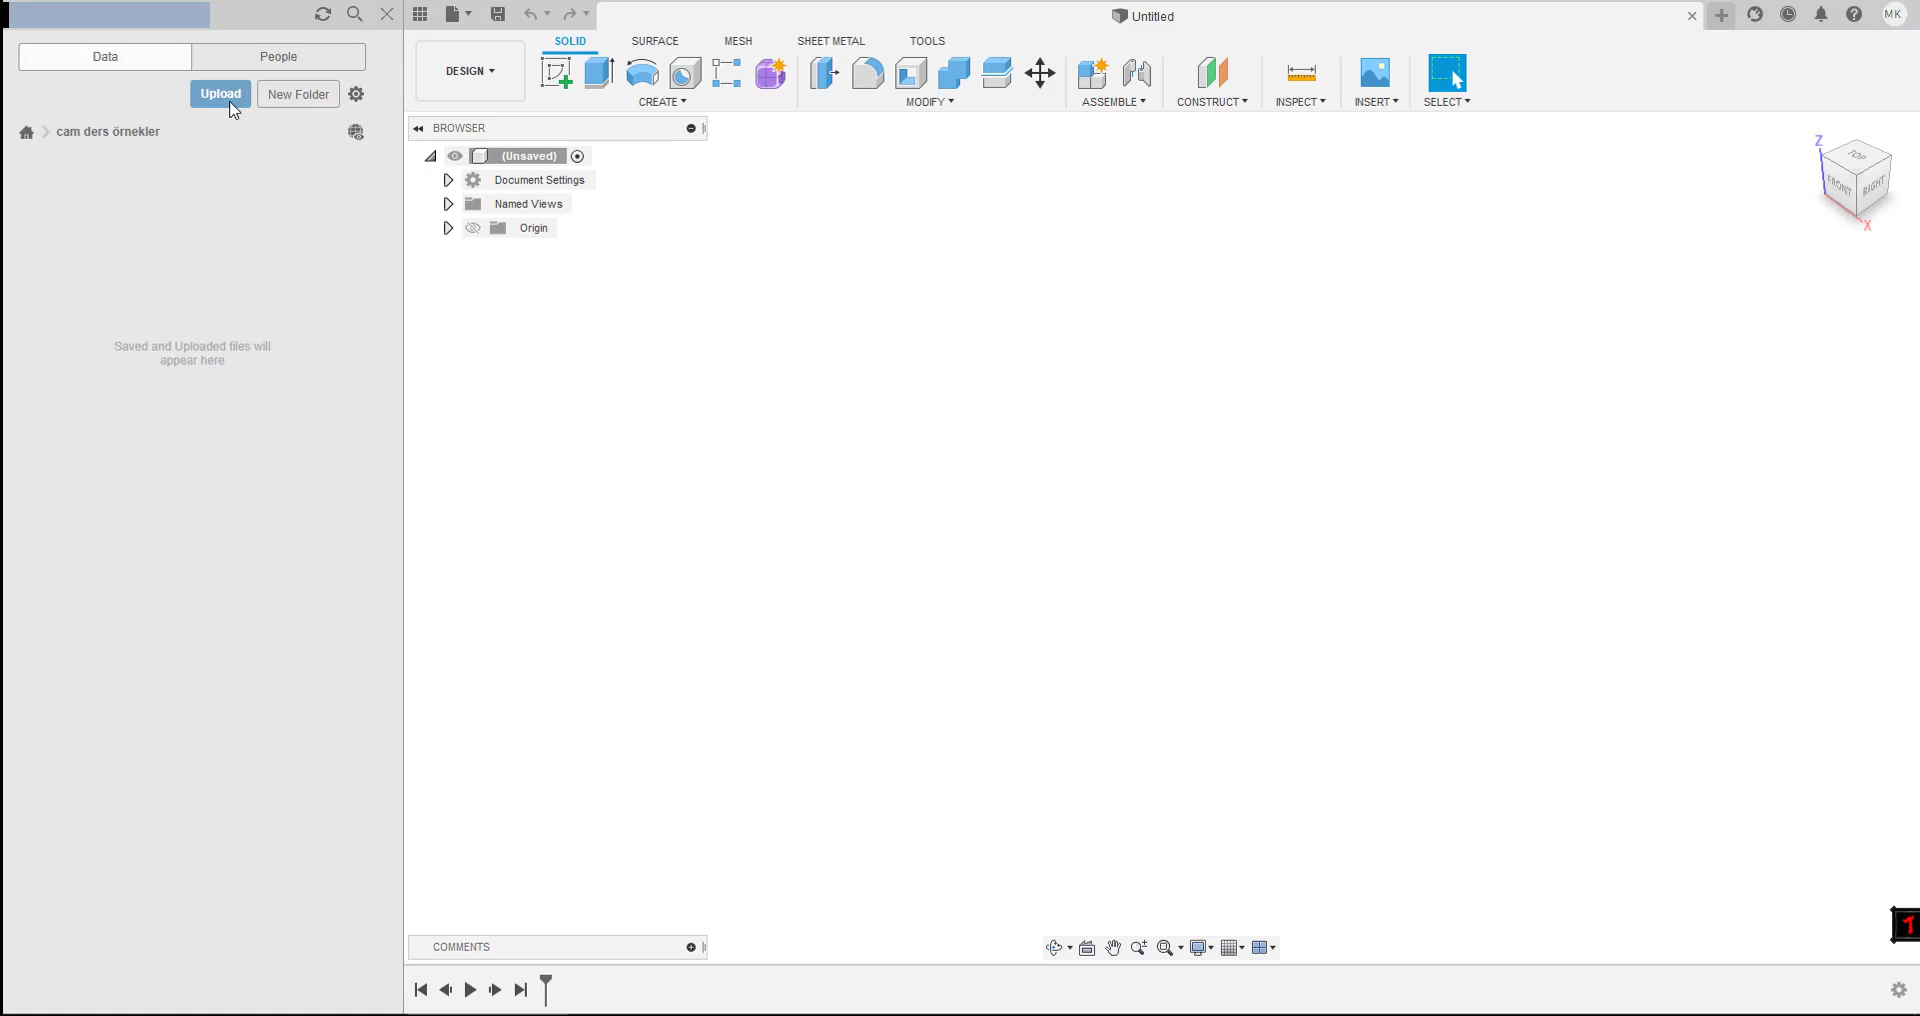 Untitled
MK
Data
People
Upload
New Folder
cam ders örnekler
Saved and Uploaded files will
appear here
DESIGN
SOLID
SURFACE
MESH
SHEET METAL
TOOLS
CREATE
MODIFY
ASSEMBLE
CONSTRUCT
INSPECT
INSERT
SELECT
BROWSER
(Unsaved)
Document Settings
Named Views
Origin
Z
TOP
FRONT
RIGHT
X
COMMENTS